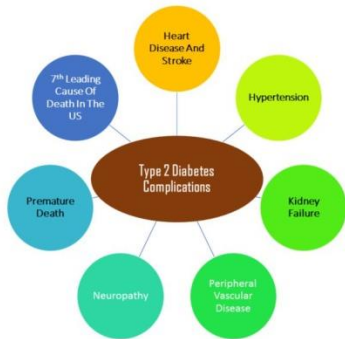 Heart
Disease And
Stroke
7th Leading
Cause Of
Death In The
US
Hypertension
Type 2 Diabetes
Complications
Premature
Death
Kidney
Failure
Neuropathy
Peripheral
Vascular
Disease